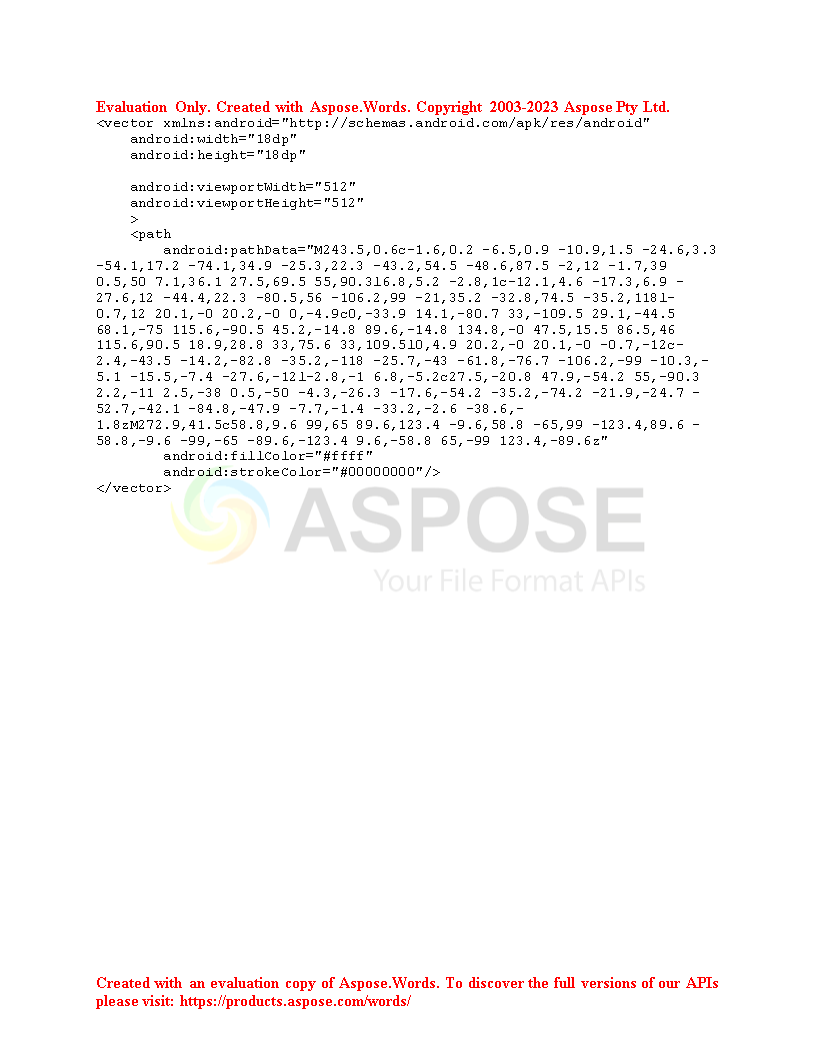 Evaluation Only. Created with Aspose.Words. Copyright 2003-2023 Aspose Pty Ltd.
<vector xmlns:android="http://schemas.android.com/apk/res/android"
    android:width="18dp"
    android:height="18dp"
    android:viewportWidth="512"
    android:viewportHeight="512"
    >
    <path
        android:pathData="M243.5,0.6c-1.6,0.2 -6.5,0.9 -10.9,1.5 -24.6,3.3
-54.1,17.2 -74.1,34.9 -25.3,22.3 -43.2,54.5 -48.6,87.5 -2,12 -1.7,39
0.5,50 7.1,36.1 27.5,69.5 55,90.3l6.8,5.2 -2.8,1c-12.1,4.6 -17.3,6.9 -
27.6,12 -44.4,22.3 -80.5,56 -106.2,99 -21,35.2 -32.8,74.5 -35.2,118l-
0.7,12 20.1,-0 20.2,-0 0,-4.9c0,-33.9 14.1,-80.7 33,-109.5 29.1,-44.5
68.1,-75 115.6,-90.5 45.2,-14.8 89.6,-14.8 134.8,-0 47.5,15.5 86.5,46
115.6,90.5 18.9,28.8 33,75.6 33,109.5l0,4.9 20.2,-0 20.1,-0 -0.7,-12c-
2.4,-43.5 -14.2,-82.8 -35.2,-118 -25.7,-43 -61.8,-76.7 -106.2,-99 -10.3,-
5.1 -15.5,-7.4 -27.6,-12l-2.8,-1 6.8,-5.2c27.5,-20.8 47.9,-54.2 55,-90.3
2.2,-11 2.5,-38 0.5,-50 -4.3,-26.3 -17.6,-54.2 -35.2,-74.2 -21.9,-24.7 -
52.7,-42.1 -84.8,-47.9 -7.7,-1.4 -33.2,-2.6 -38.6,-
1.8zM272.9,41.5c58.8,9.6 99,65 89.6,123.4 -9.6,58.8 -65,99 -123.4,89.6 -
58.8,-9.6 -99,-65 -89.6,-123.4 9.6,-58.8 65,-99 123.4,-89.6z"
        android:fillColor="#ffff"
        android:strokeColor="#00000000"/>
</vector>
ASPOSE
Your File Format APIs
Created with an evaluation copy of Aspose.Words. To discover the full versions of our APIs
please visit: https://products.aspose.com/words/